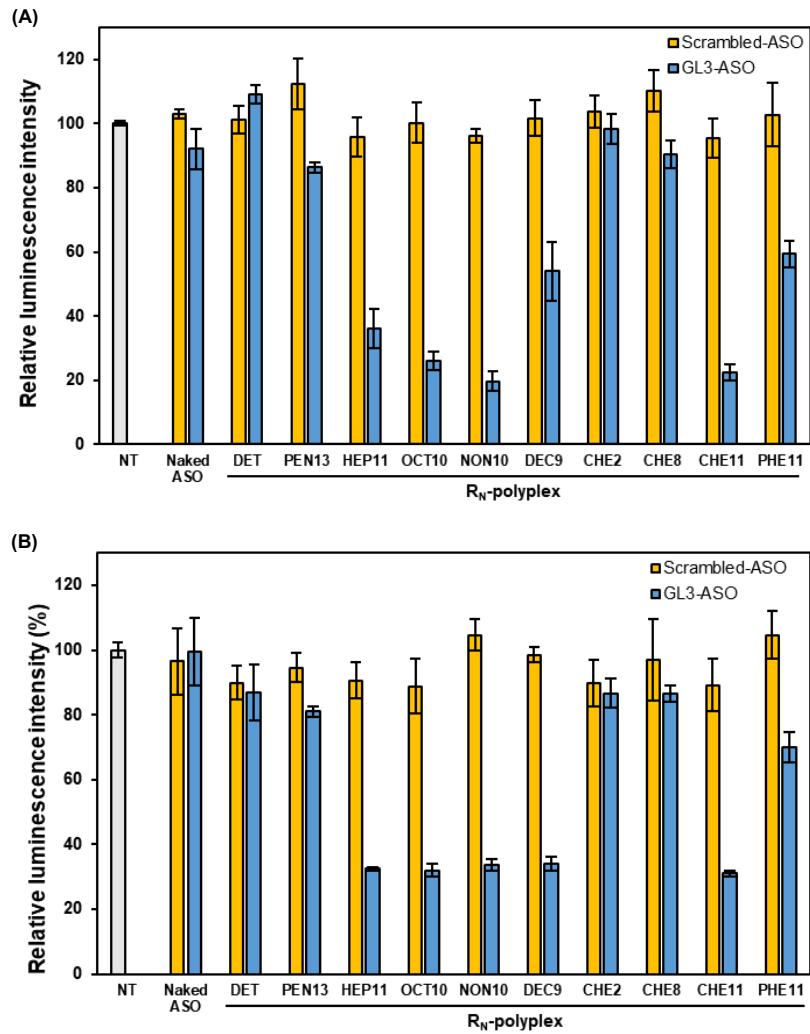 (A)
Relative luminescence intensity
120
100
80
60
40
20
0
Scrambled-ASO
GL3-ASO
NT Naked ASO DET PEN13 HEP11 OCT10 NON10 DEC9 CHE2 CHE8 CHE11 PHE11
R_N-polyplex
(B)
Relative luminescence intensity (%)
120
100
80
60
40
20
0
Scrambled-ASO
GL3-ASO
NT Naked ASO DET PEN13 HEP11 OCT10 NON10 DEC9 CHE2 CHE8 CHE11 PHE11
R_N-polyplex